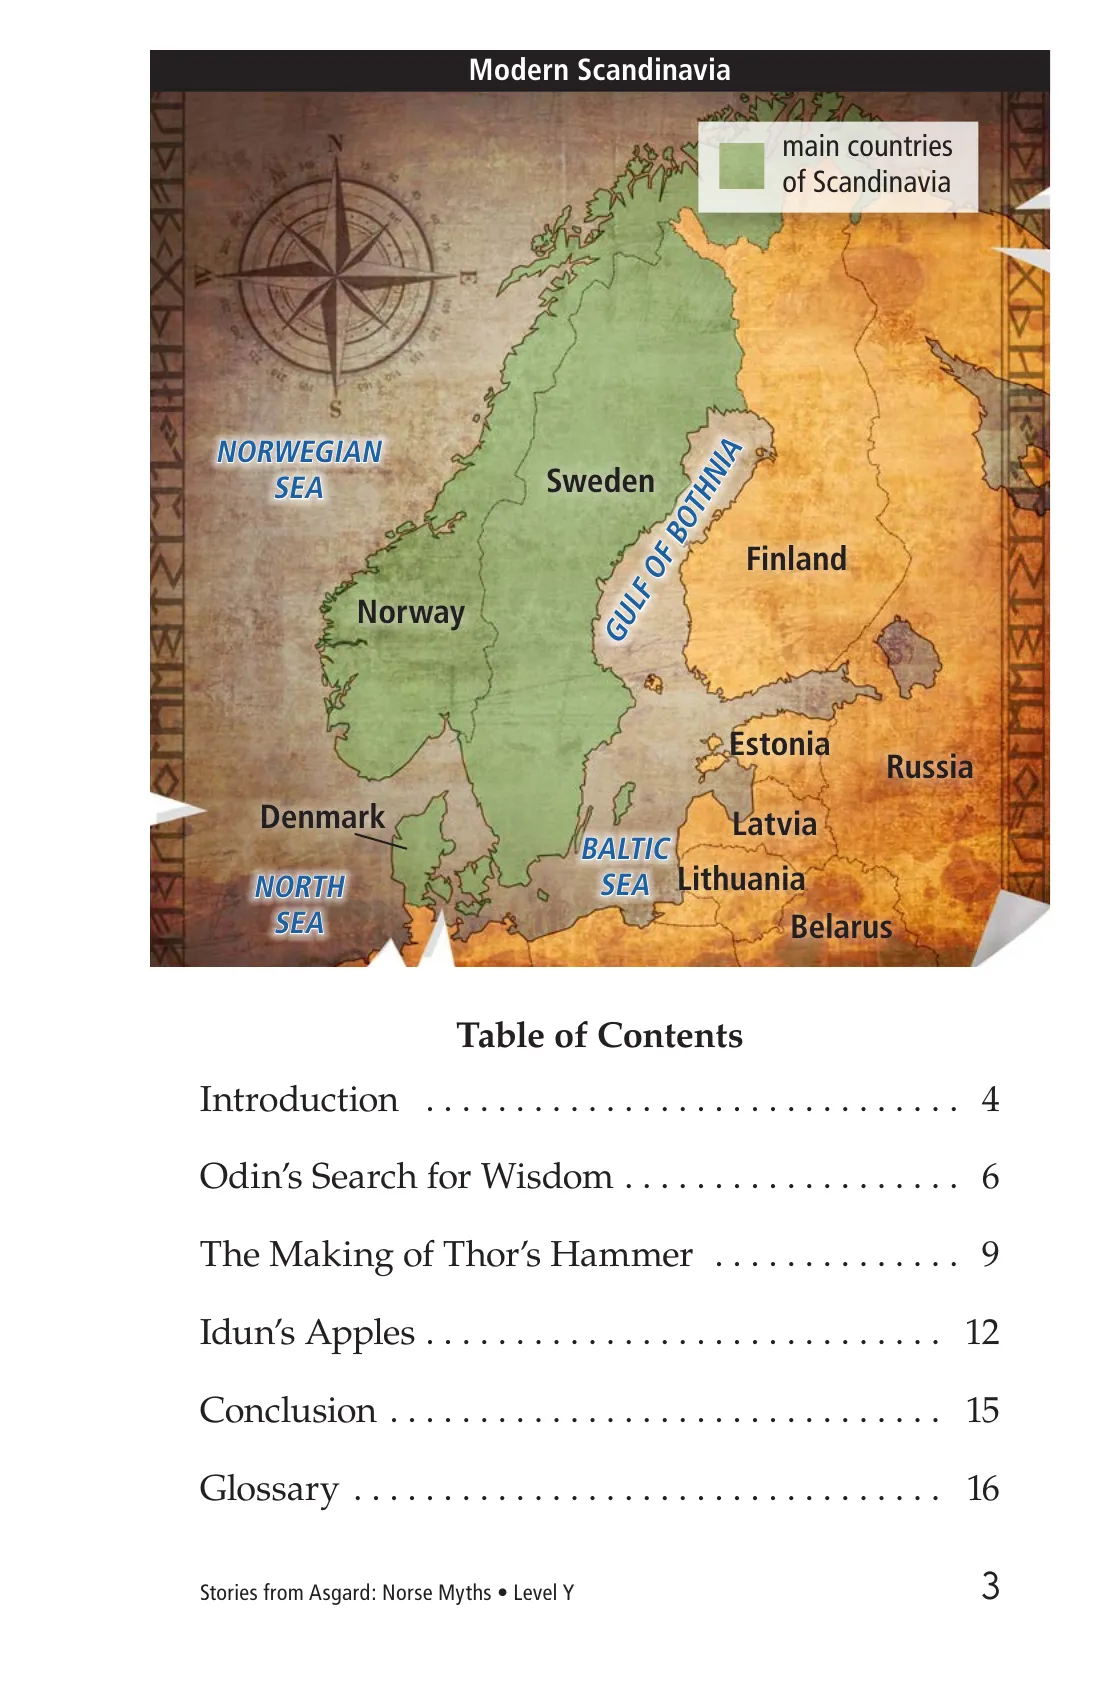 Modern Scandinavia
main countries
of Scandinavia
N
W
E
S
NORWEGIAN
SEA
Sweden
GULF OF BOTHNIA
Finland
Norway
Estonia
Russia
Denmark
Latvia
BALTIC
SEA
Lithuania
NORTH
SEA
Belarus
Table of Contents
Introduction . . . . . . . . . . . . . . . . . . . . . . . . . . . . . . 4
Odin’s Search for Wisdom . . . . . . . . . . . . . . . . . . . 6
The Making of Thor’s Hammer . . . . . . . . . . . . . . 9
Idun’s Apples . . . . . . . . . . . . . . . . . . . . . . . . . . . . . 12
Conclusion . . . . . . . . . . . . . . . . . . . . . . . . . . . . . . . 15
Glossary . . . . . . . . . . . . . . . . . . . . . . . . . . . . . . . . . 16
Stories from Asgard: Norse Myths • Level Y
3